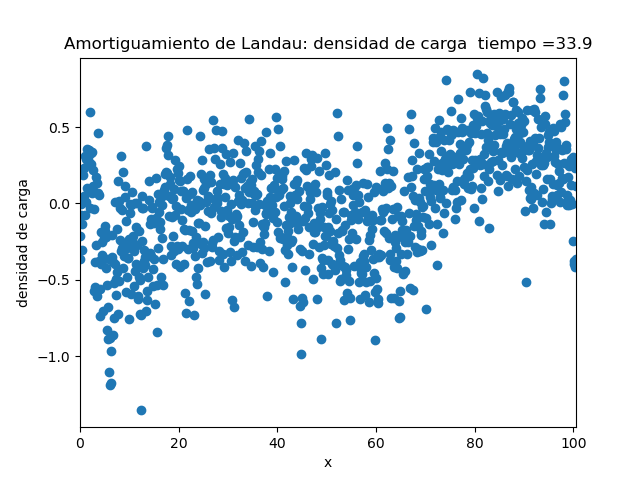 Amortiguamiento de Landau: densidad de carga  tiempo =33.9
densidad de carga
0.5
0.0
−0.5
−1.0
0 20 40 60 80 100
x